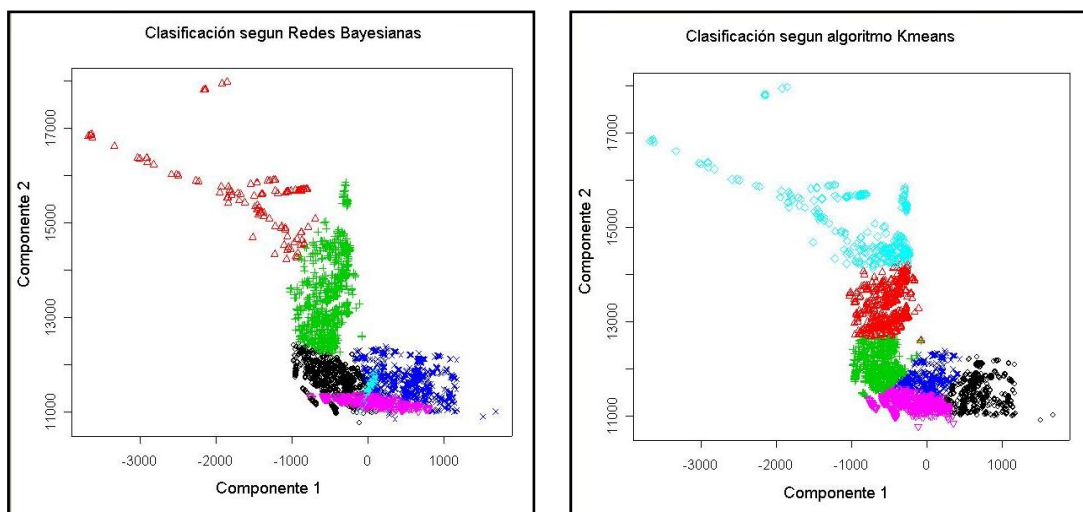 Clasificación segun Redes Bayesianas
Componente 2
11000 13000 15000 17000
-3000 -2000 -1000 0 1000
Componente 1
Clasificación segun algoritmo Kmeans
Componente 2
11000 13000 15000 17000
-3000 -2000 -1000 0 1000
Componente 1